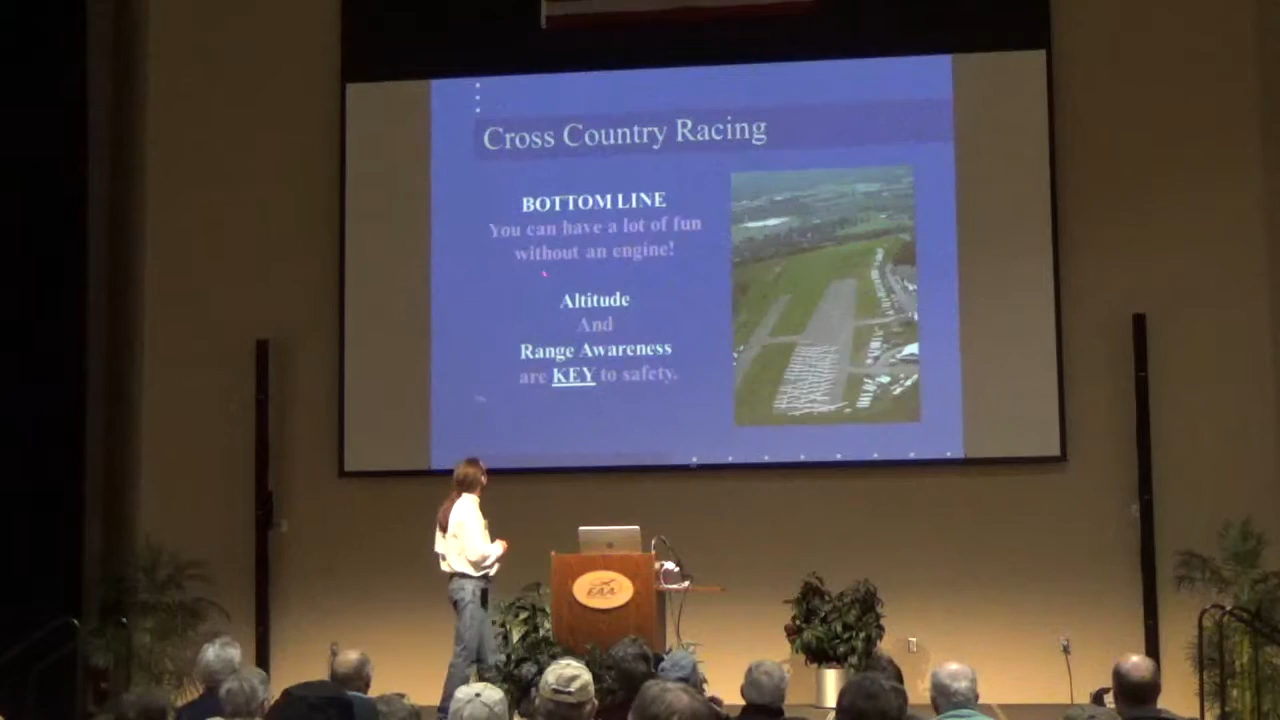 Cross Country Racing
BOTTOM LINE
You can have a lot of fun
without an engine!
Altitude
And
Range Awareness
are KEY to safety.
EAA